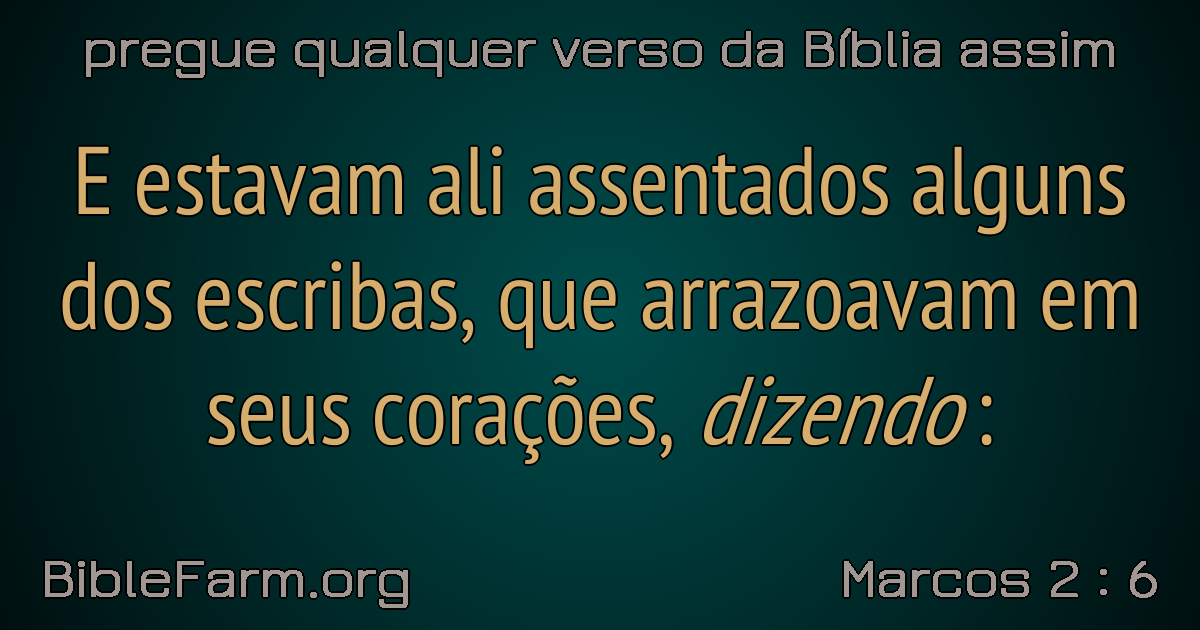 pregue qualquer verso da Bíblia assim
E estavam ali assentados alguns
dos escribas, que arrazoavam em
seus corações, dizendo:
BibleFarm.org
Marcos 2 : 6